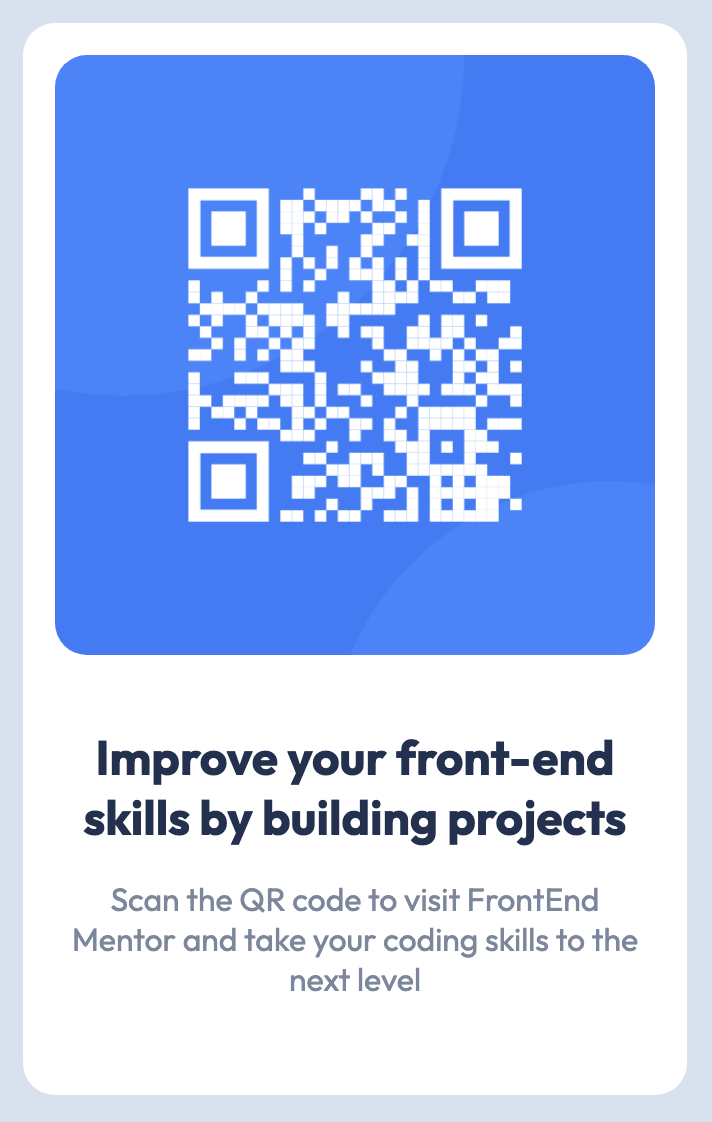 Improve your front-end
skills by building projects
Scan the QR code to visit FrontEnd
Mentor and take your coding skills to the
next level